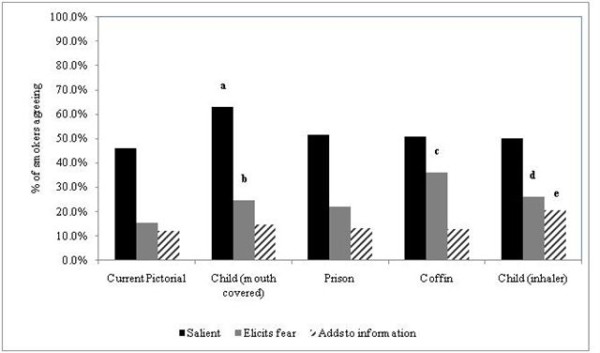 100.0%
90.0%
80.0%
70.0%
60.0%
50.0%
40.0%
30.0%
20.0%
10.0%
0.0%
% of smokers agreeing
a
b
c
d
e
Current Pictorial
Child (mouth
covered)
Prison
Coffin
Child (inhaler)
Salient Elicits fear Adds to information